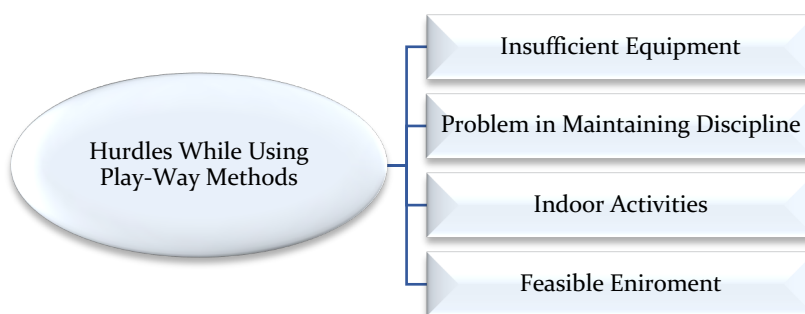 Hurdles While Using
Play-Way Methods
Insufficient Equipment
Problem in Maintaining Discipline
Indoor Activities
Feasible Eniroment